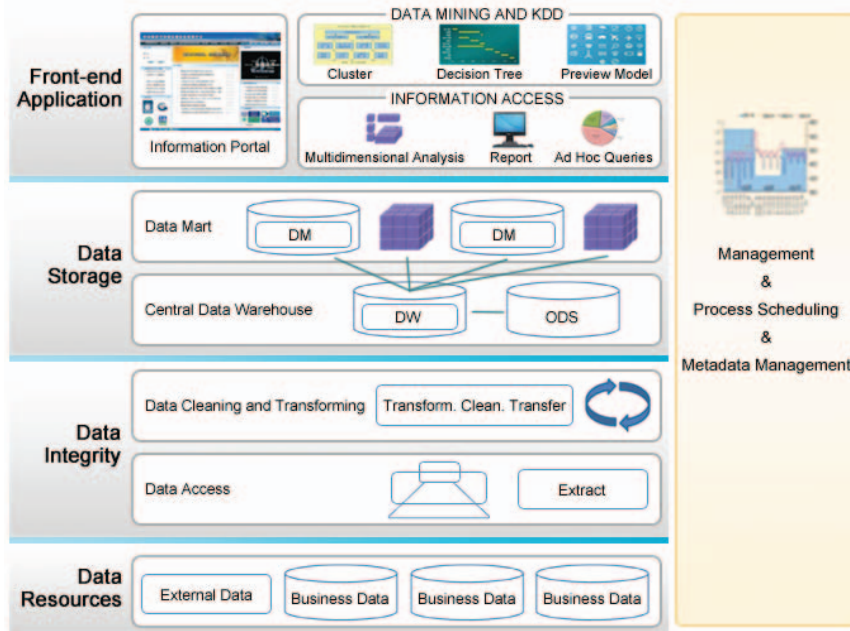 DATA MINING AND KDD
Front-end
Application
Information Portal
Cluster
Decision Tree
Preview Model
INFORMATION ACCESS
Multidimensional Analysis
Report
Ad Hoc Queries
Data
Storage
Data Mart
DM
DM
Central Data Warehouse
DW
ODS
Data
Integrity
Data Cleaning and Transforming
Transform. Clean. Transfer
Data Access
Extract
Data
Resources
External Data
Business Data
Business Data
Business Data
Management
&
Process Scheduling
&
Metadata Management